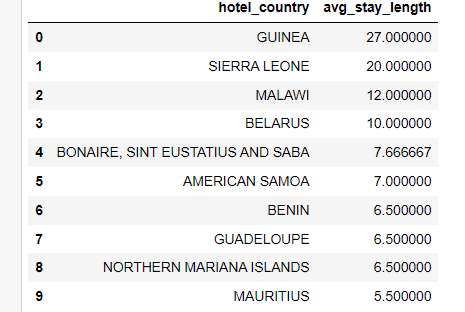 hotel_country avg_stay_length
0 GUINEA 27.000000
1 SIERRA LEONE 20.000000
2 MALAWI 12.000000
3 BELARUS 10.000000
4 BONAIRE, SINT EUSTATIUS AND SABA 7.666667
5 AMERICAN SAMOA 7.000000
6 BENIN 6.500000
7 GUADELOUPE 6.500000
8 NORTHERN MARIANA ISLANDS 6.500000
9 MAURITIUS 5.500000